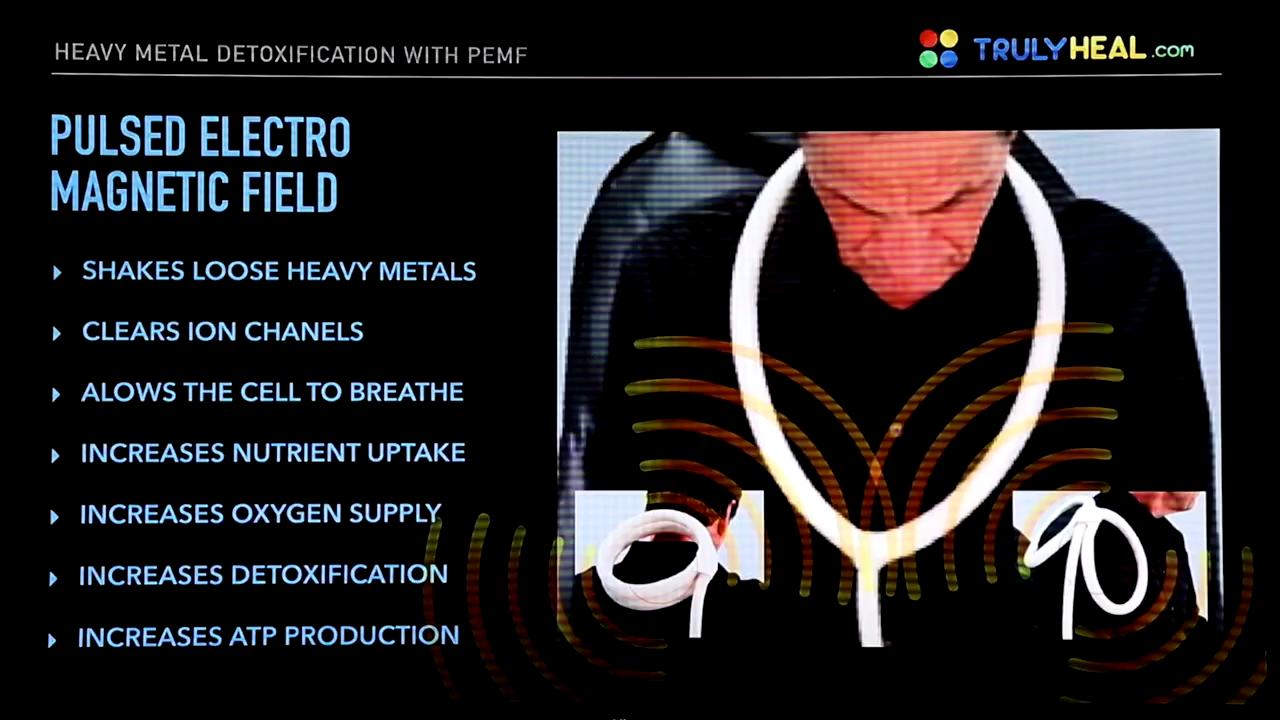 HEAVY METAL DETOXIFICATION WITH PEMF
TRULYHEAL.com
PULSED ELECTRO
MAGNETIC FIELD
SHAKES LOOSE HEAVY METALS
CLEARS ION CHANELS
ALOWS THE CELL TO BREATHE
INCREASES NUTRIENT UPTAKE
INCREASES OXYGEN SUPPLY
INCREASES DETOXIFICATION
INCREASES ATP PRODUCTION